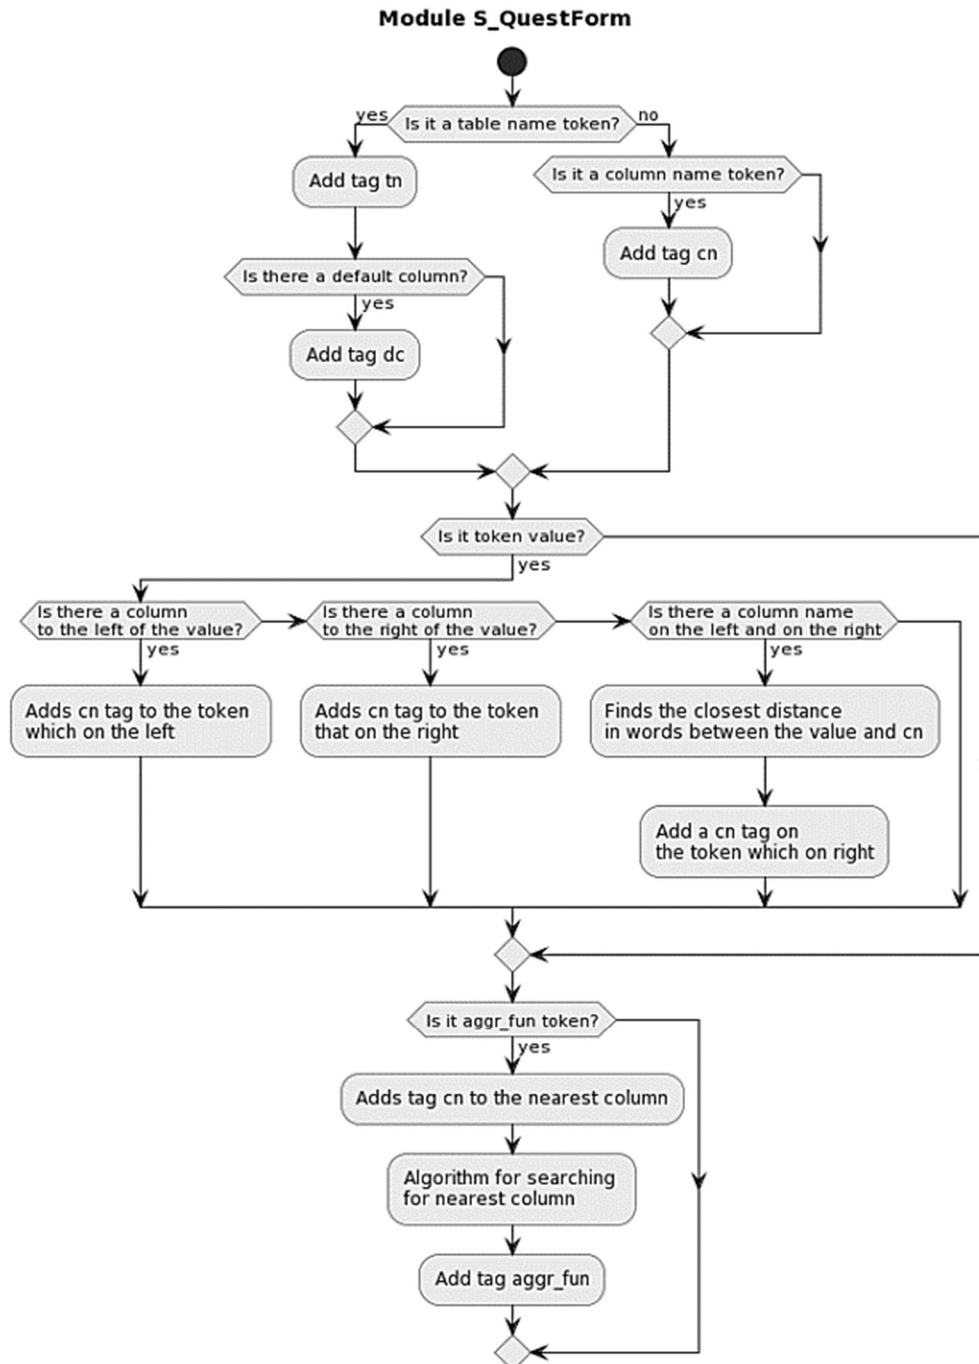 Module S_QuestForm
yes
Is it a table name token?
no
Add tag tn
Is it a column name token?
yes
Add tag cn
Is there a default column?
yes
Add tag dc
Is it token value?
yes
Is there a column
to the left of the value?
Is there a column
to the right of the value?
Is there a column name
on the left and on the right
yes
yes
yes
Adds cn tag to the token
which on the left
Adds cn tag to the token
that on the right
Finds the closest distance
in words between the value and cn
Add a cn tag on
the token which on right
Is it aggr_fun token?
yes
Adds tag cn to the nearest column
Algorithm for searching
for nearest column
Add tag aggr_fun